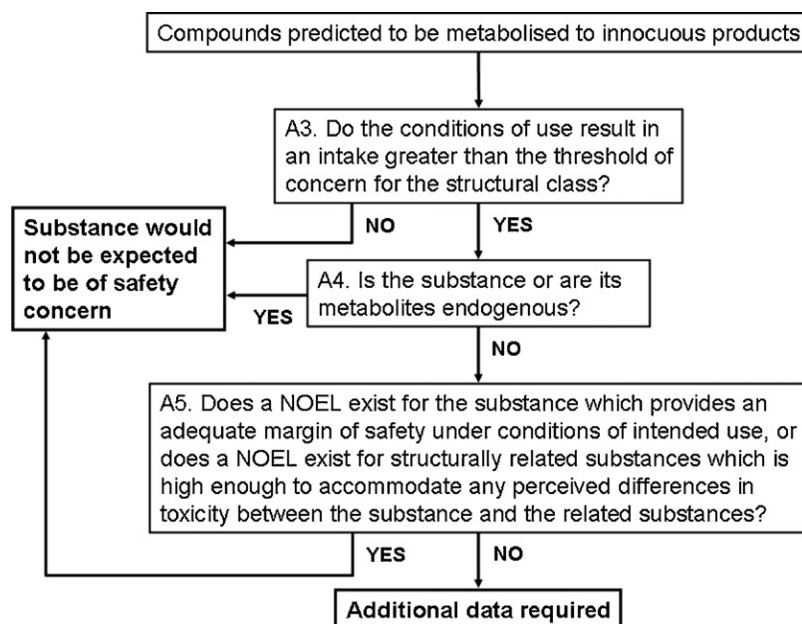 Compounds predicted to be metabolised to innocuous products
A3. Do the conditions of use result in
an intake greater than the threshold of
concern for the structural class?
NO
YES
Substance would
not be expected
to be of safety
concern
A4. Is the substance or are its
metabolites endogenous?
YES
NO
A5. Does a NOEL exist for the substance which provides an
adequate margin of safety under conditions of intended use, or
does a NOEL exist for structurally related substances which is
high enough to accommodate any perceived differences in
toxicity between the substance and the related substances?
YES
NO
Additional data required